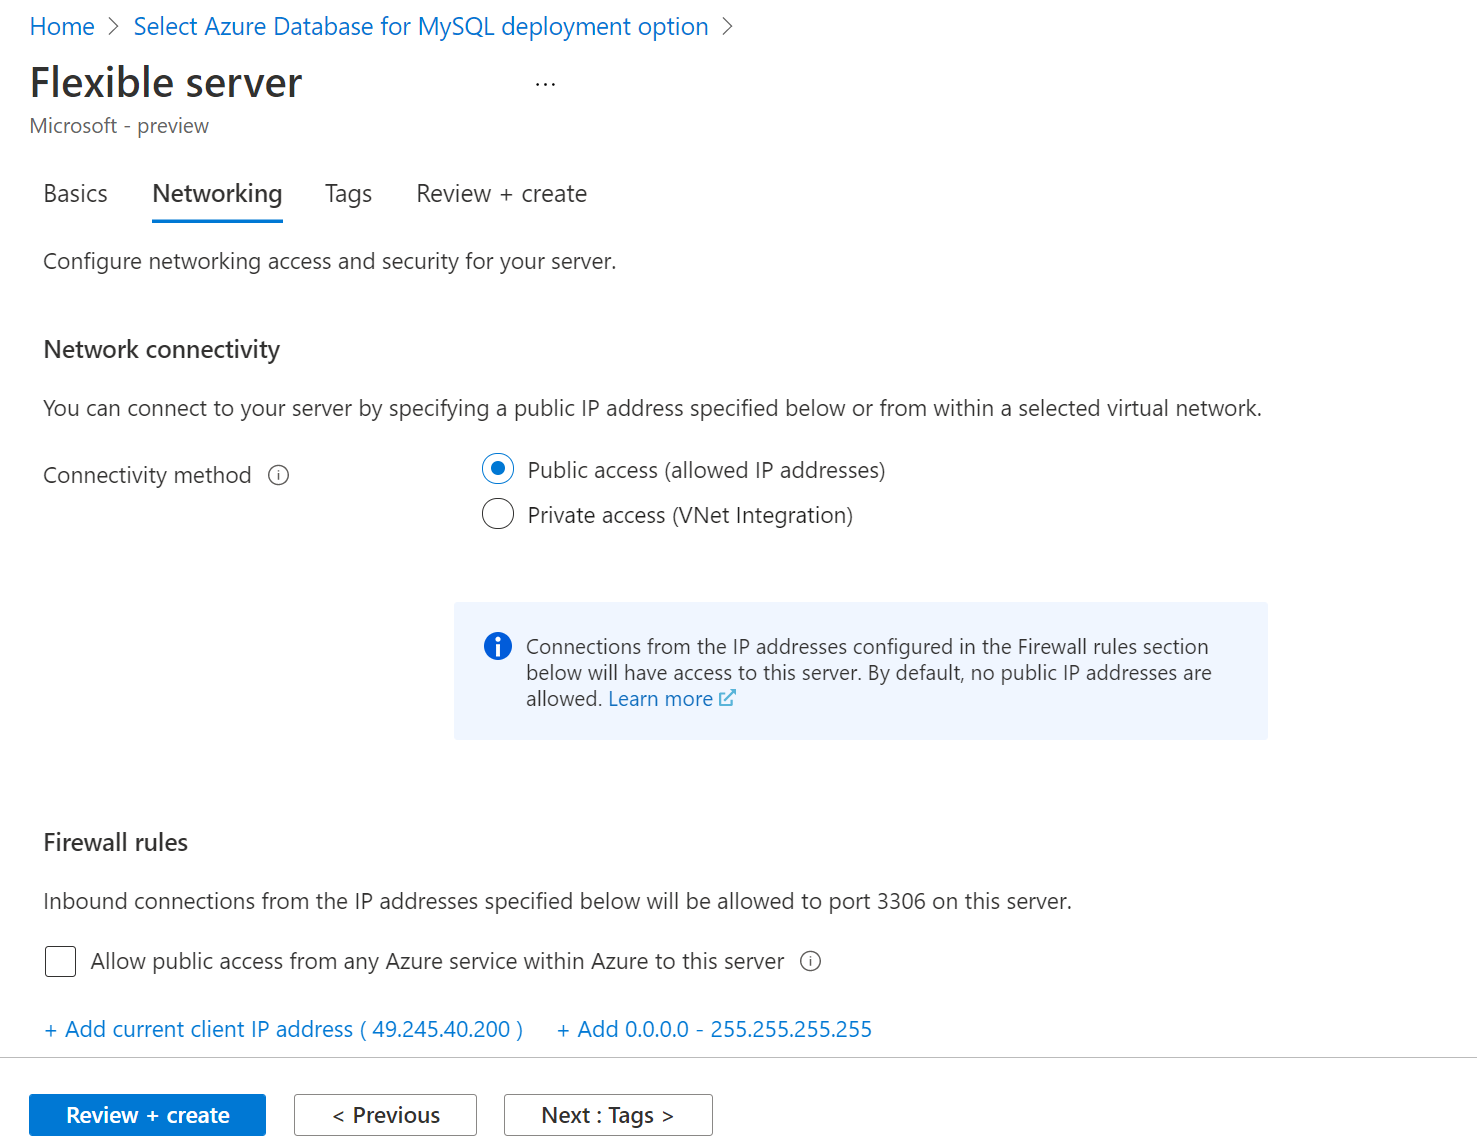 Home > Select Azure Database for MySQL deployment option >
Flexible server ...
Microsoft - preview
Basics Networking Tags Review + create
Configure networking access and security for your server.
Network connectivity
You can connect to your server by specifying a public IP address specified below or from within a selected virtual network.
Connectivity method
Public access (allowed IP addresses)
Private access (VNet Integration)
Connections from the IP addresses configured in the Firewall rules section
below will have access to this server. By default, no public IP addresses are
allowed. Learn more
Firewall rules
Inbound connections from the IP addresses specified below will be allowed to port 3306 on this server.
Allow public access from any Azure service within Azure to this server
+ Add current client IP address ( 49.245.40.200 ) + Add 0.0.0.0 - 255.255.255.255
Review + create < Previous Next : Tags >